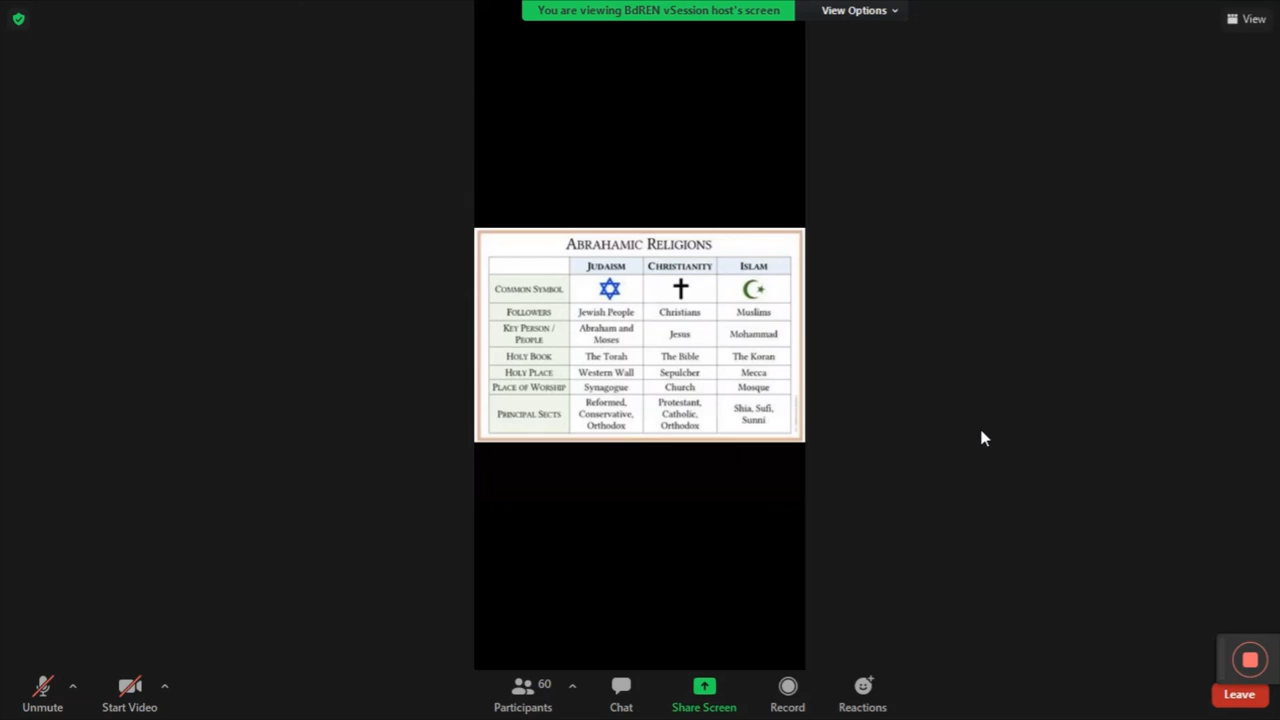 You are viewing BdREN vSession host's screen
View Options
View
ABRAHAMIC RELIGIONS
JUDAISM CHRISTIANITY ISLAM
COMMON SYMBOL
FOLLOWERS Jewish People Christians Muslims
KEY PERSON / PEOPLE Abraham and Moses Jesus Mohammad
HOLY BOOK The Torah The Bible The Koran
HOLY PLACE Western Wall Sepulcher Mecca
PLACE OF WORSHIP Synagogue Church Mosque
PRINCIPAL SECTS Reformed, Conservative, Orthodox Protestant, Catholic, Orthodox Shia, Sufi, Sunni
Unmute
Start Video
60
Participants
Chat
Share Screen
Record
Reactions
Leave